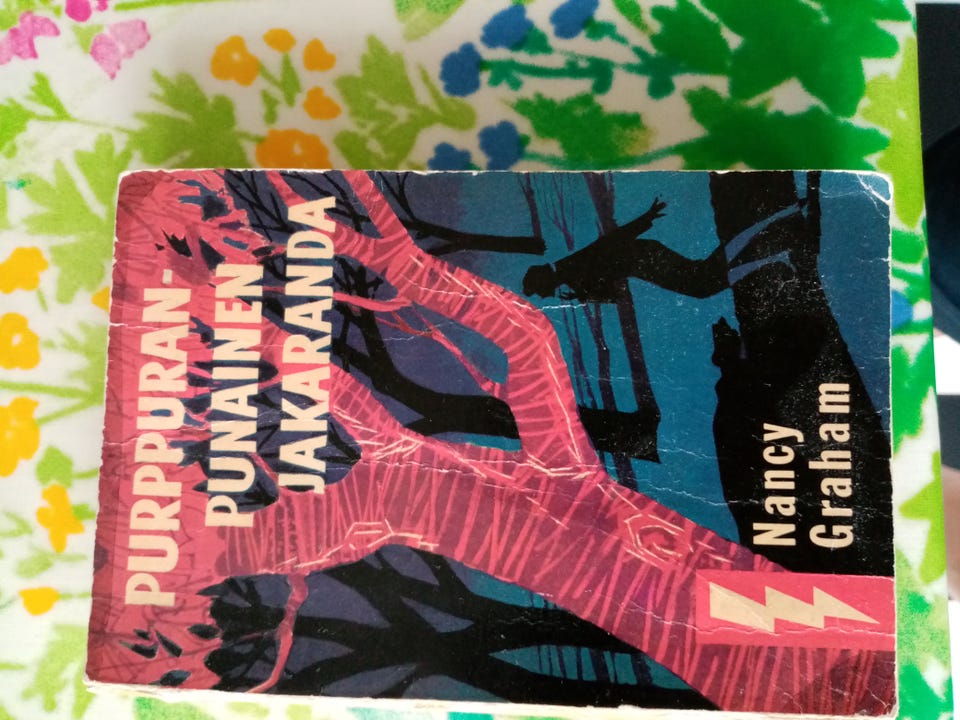 PURPPURAN-
PUNAINEN
JAKARANDA
Nancy
Graham